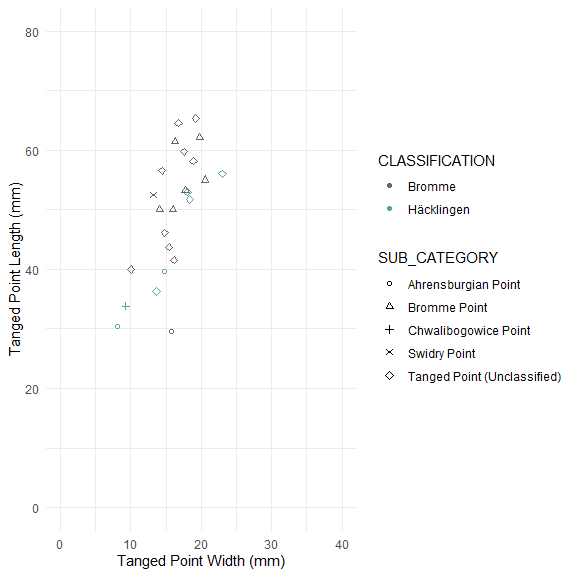 80
60
40
20
0
Tanged Point Length (mm)
0 10 20 30 40
Tanged Point Width (mm)
CLASSIFICATION
Bromme
Häcklingen
SUB_CATEGORY
Ahrensburgian Point
Bromme Point
Chwalibogowice Point
Swidry Point
Tanged Point (Unclassified)